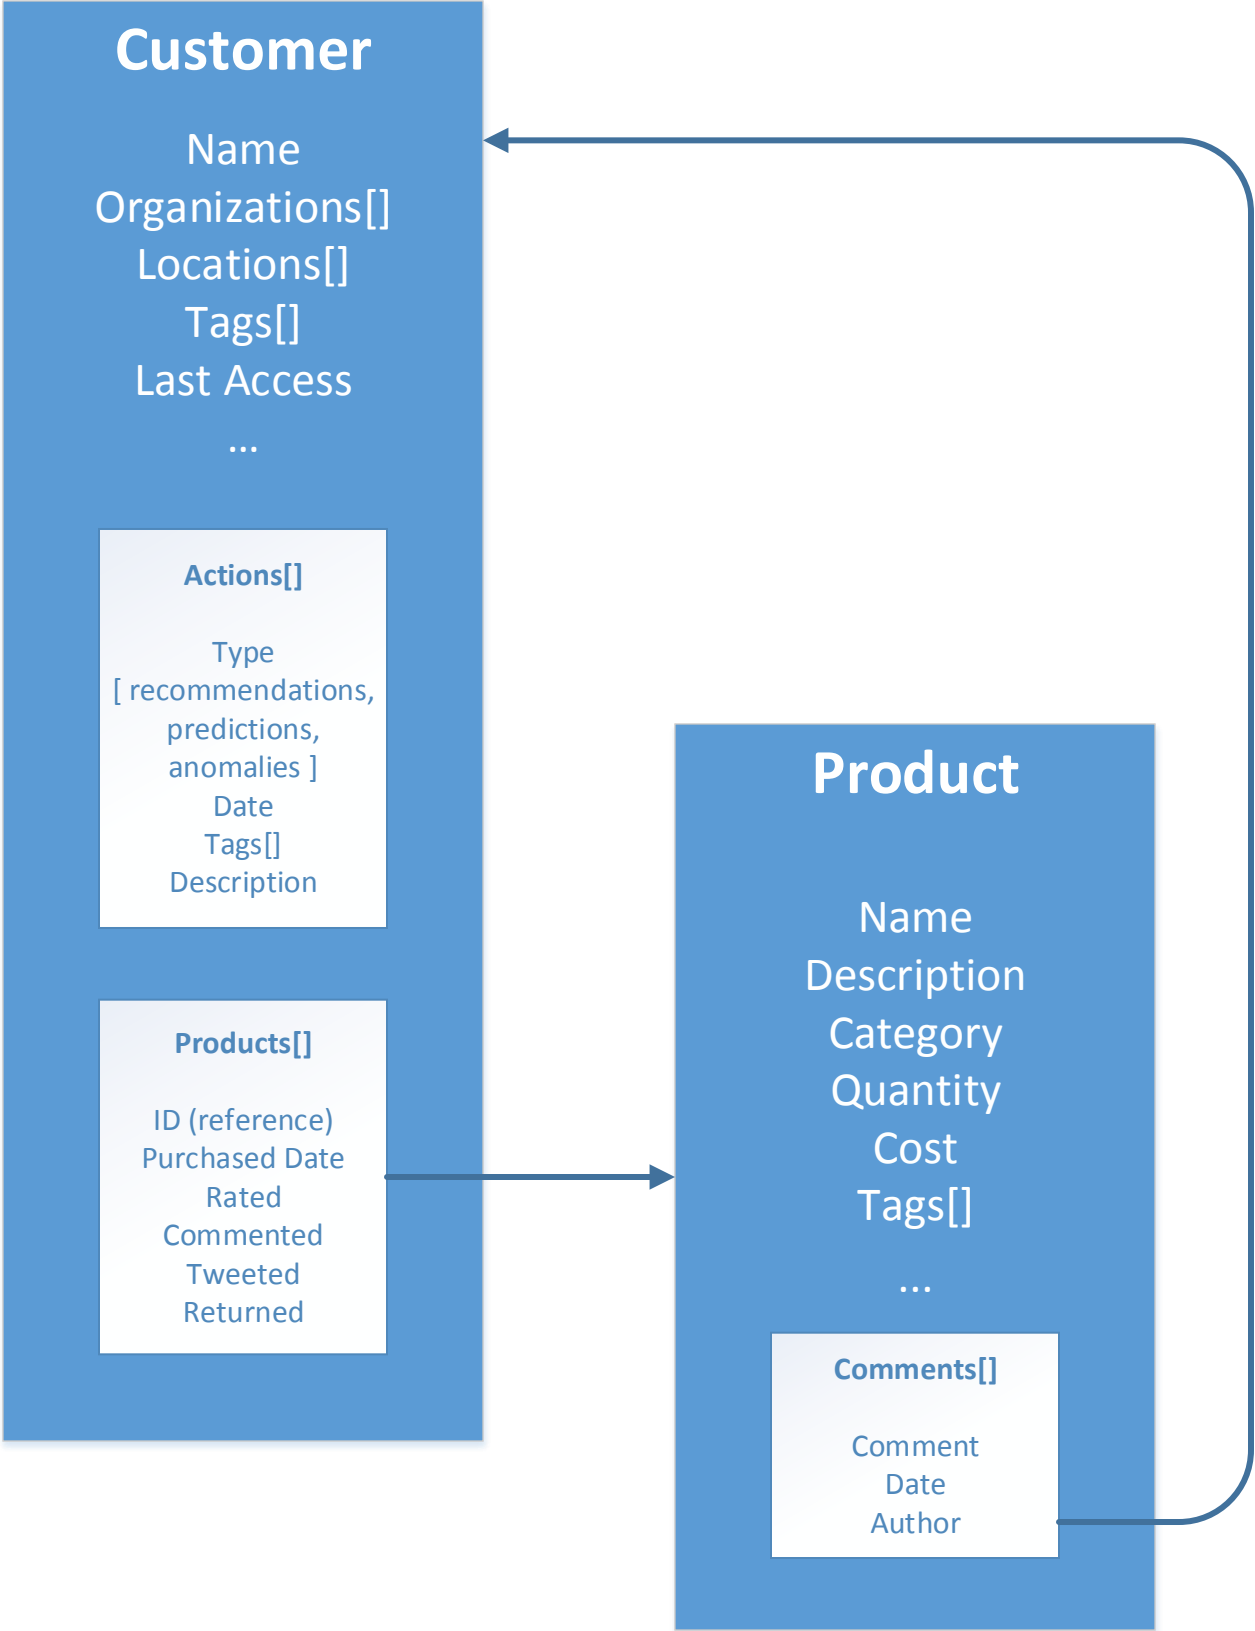 Customer
Name
Organizations[]
Locations[]
Tags[]
Last Access
...
Actions[]
Type
[ recommendations,
predictions,
anomalies ]
Date
Tags[]
Description
Products[]
ID (reference)
Purchased Date
Rated
Commented
Tweeted
Returned
Product
Name
Description
Category
Quantity
Cost
Tags[]
...
Comments[]
Comment
Date
Author